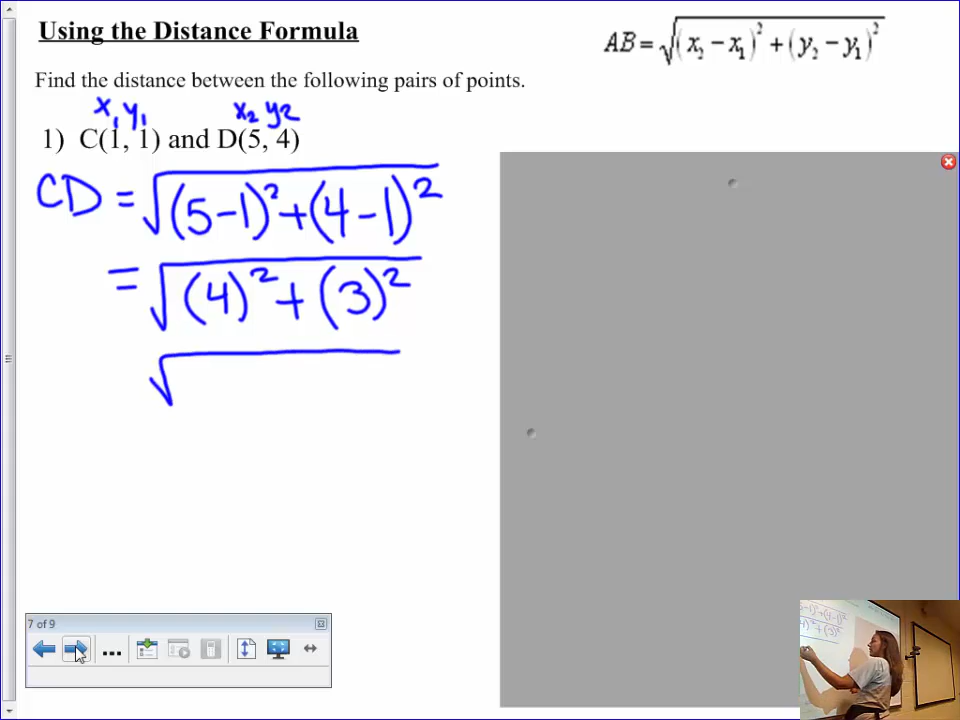 Using the Distance Formula
AB = √(x₂ − x₁)² + (y₂ − y₁)²
Find the distance between the following pairs of points.
x₁ y₁ x₂ y2
1) C(1, 1) and D(5, 4)
CD = √(5−1)²+(4−1)²
= √(4)² + (3)²
√
7 of 9
...